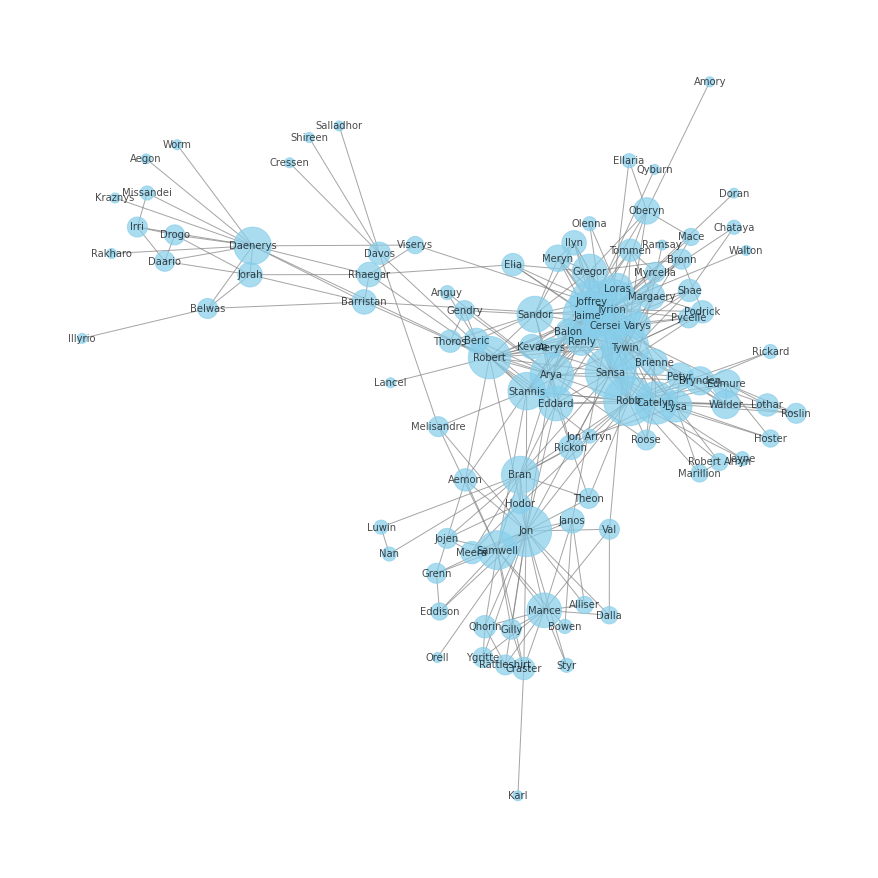 Amory
Salladhor
Shireen
Worm
Aegon
Cressen
Ellaria
Qyburn
Missandei
Kraznys
Doran
Oberyn
Irri
Drogo
Olenna
Chataya
Mace
Daenerys
Viserys
Ilyn
Ramsay
Tommen
Walton
Rakharo
Davos
Meryn
Bronn
Daario
Elia
Jorah
Rhaegar
Gregor
Myrcella
Anguy
Loras
Shae
Margaery
Barristan
Joffrey
Belwas
Gendry
Tyrion
Podrick
Sandor
Jaime
Pycelle
Cersei
Varys
Balon
Illyrio
Thoros
Beric
Renly
Kevan
Aerys
Tywin
Rickard
Robert
Brienne
Arya
Sansa
Petyr
Brynden
Lancel
Edmure
Stannis
Eddard
Robb
Catelyn
Lysa
Walder
Lothar
Roslin
Melisandre
Jon Arryn
Roose
Hoster
Rickon
Jayne
Robert Arryn
Marillion
Bran
Aemon
Theon
Hodor
Janos
Luwin
Jon
Val
Jojen
Samwell
Meera
Nan
Grenn
Alliser
Eddison
Mance
Dalla
Qhorin
Gilly
Bowen
Orell
Ygritte
Rattleshirt
Craster
Styr
Karl